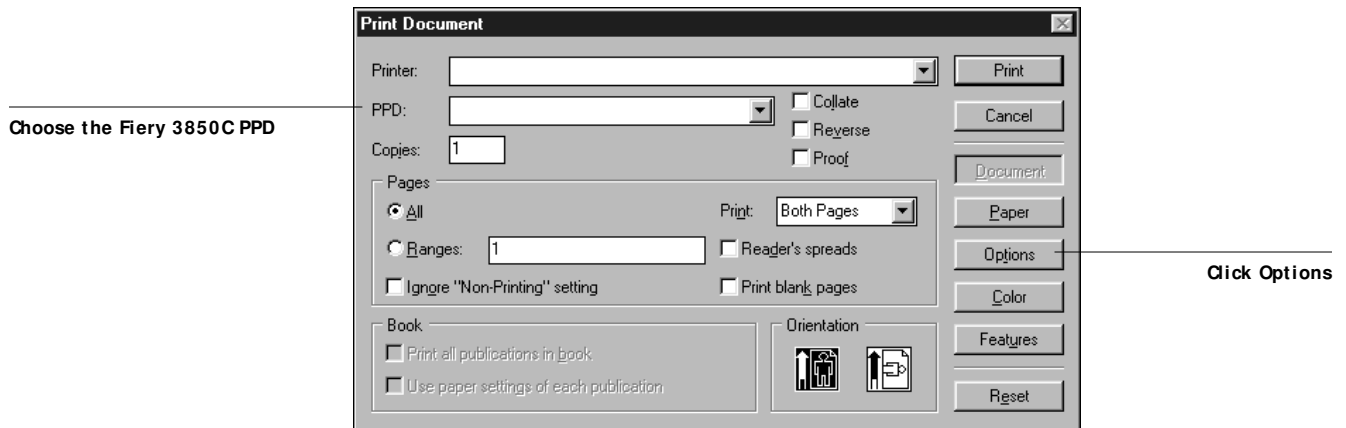 Print Document
Printer:
Print
PPD:
Collate
Cancel
Choose the Fiery 3850C PPD
Reverse
Copies: 1
Proof
Document
Pages
All
Print: Both Pages
Paper
Ranges: 1
Reader's spreads
Options
Click Options
Ignore "Non-Printing" setting
Print blank pages
Color
Book
Orientation
Print all publications in book
Features
Use paper settings of each publication
Reset